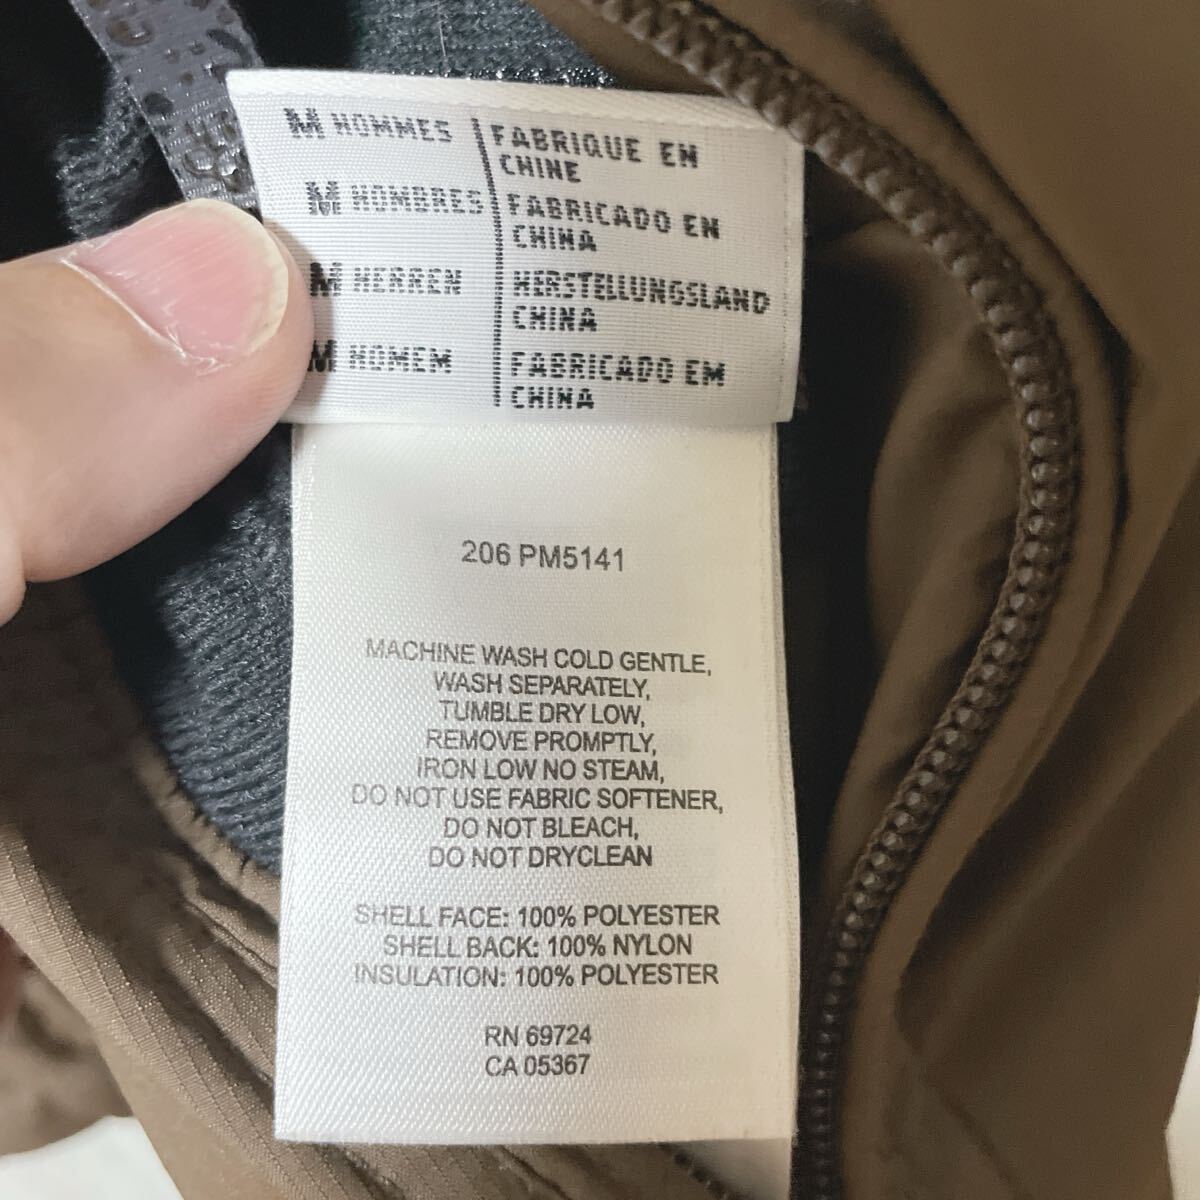 M HOMMES FABRIQUE EN CHINE
M HOMBRES FABRICADO EN CHINA
M HERREN HERSTELLUNGSLAND CHINA
M HOMEM FABRICADO EM CHINA
206 PM5141
MACHINE WASH COLD GENTLE,
WASH SEPARATELY,
TUMBLE DRY LOW,
REMOVE PROMPTLY,
IRON LOW NO STEAM,
DO NOT USE FABRIC SOFTENER,
DO NOT BLEACH,
DO NOT DRYCLEAN
SHELL FACE: 100% POLYESTER
SHELL BACK: 100% NYLON
INSULATION: 100% POLYESTER
RN 69724
CA 05367